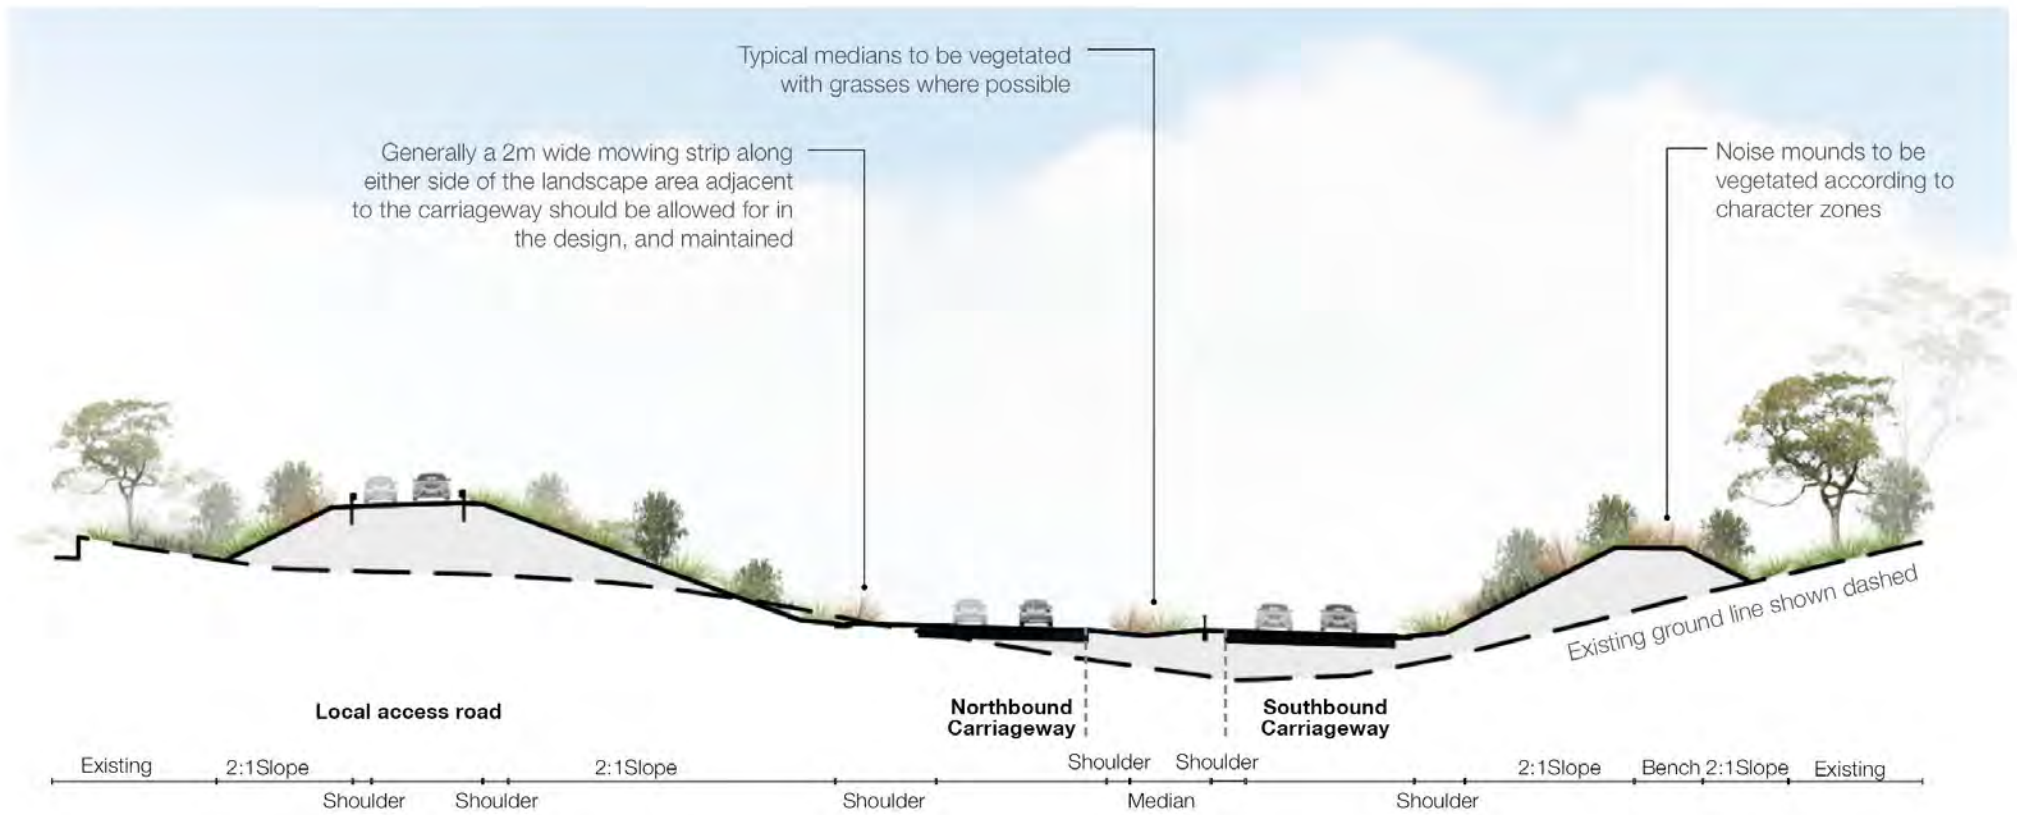 Typical medians to be vegetated
with grasses where possible
Generally a 2m wide mowing strip along
either side of the landscape area adjacent
to the carriageway should be allowed for in
the design, and maintained
Noise mounds to be
vegetated according to
character zones
Existing ground line shown dashed
Local access road
Northbound
Carriageway
Southbound
Carriageway
Existing
2:1Slope
Shoulder
Shoulder
2:1Slope
Shoulder
Shoulder
Median
Shoulder
Shoulder
2:1Slope
Bench
2:1Slope
Existing